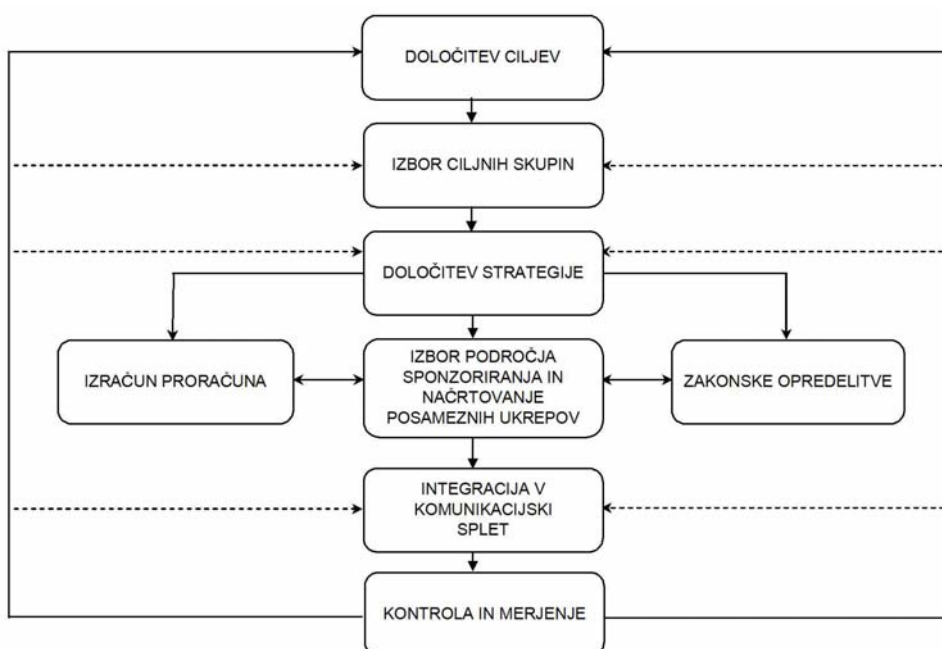 DOLOČITEV CILJEV
IZBOR CILJNIH SKUPIN
DOLOČITEV STRATEGIJE
IZRAČUN PRORAČUNA
IZBOR PODROČJA
SPONZORIRANJA IN
NAČRTOVANJE
POSAMEZNIH UKREPOV
ZAKONSKE OPREDELITVE
INTEGRACIJA V
KOMUNIKACIJSKI
SPLET
KONTROLA IN MERJENJE